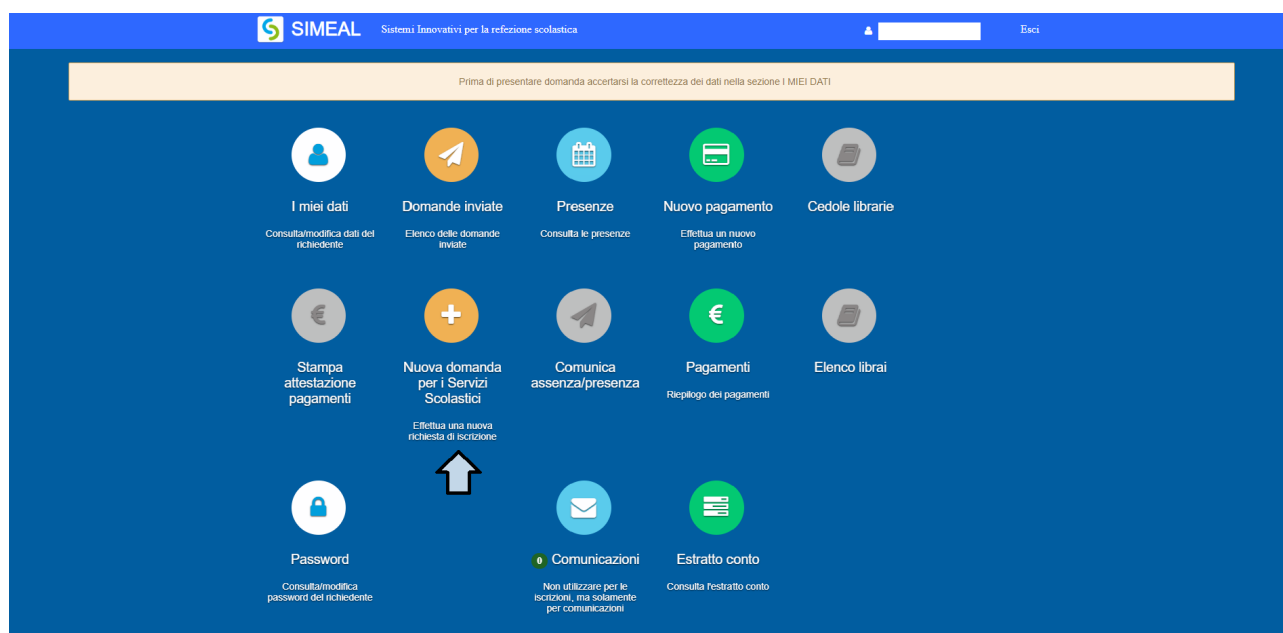 SIMEAL Sistemi Innovativi per la refezione scolastica Esci
Prima di presentare domanda accertarsi la correttezza dei dati nella sezione I MIEI DATI
I miei dati
Consulta/modifica dati del
richiedente
Domande inviate
Elenco delle domande
inviate
Presenze
Consulta le presenze
Nuovo pagamento
Effettua un nuovo
pagamento
Cedole librarie
Stampa
attestazione
pagamenti
Nuova domanda
per i Servizi
Scolastici
Effettua una nuova
richiesta di iscrizione
Comunica
assenza/presenza
Pagamenti
Riepilogo dei pagamenti
Elenco librai
Password
Consulta/modifica
password del richiedente
0 Comunicazioni
Non utilizzare per le
iscrizioni, ma solamente
per comunicazioni
Estratto conto
Consulta l'estratto conto